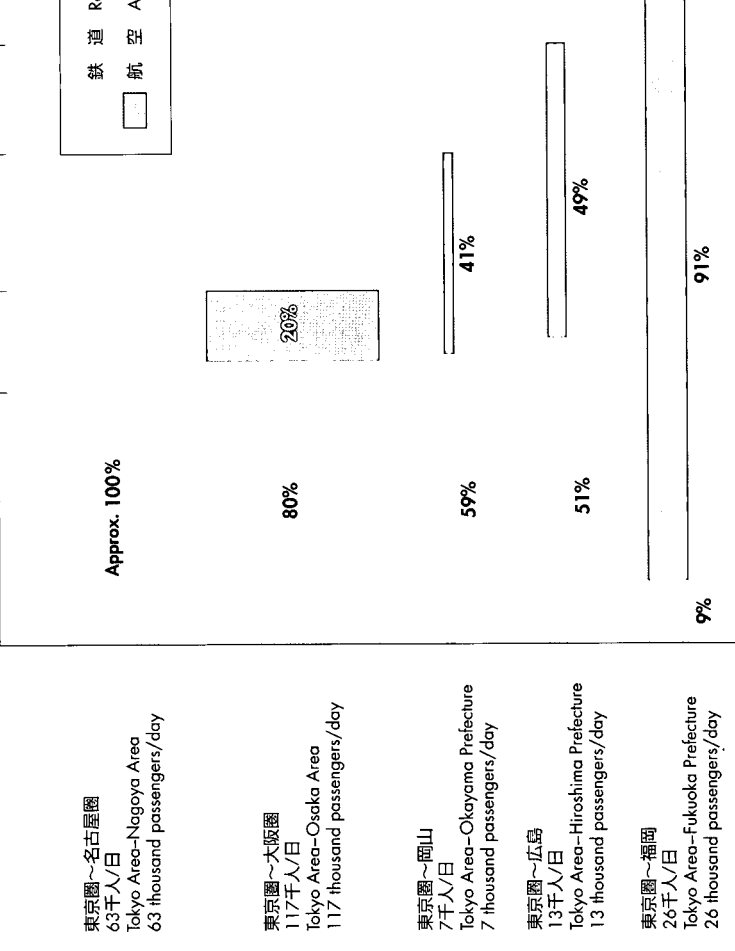 鉄 道 R
航 空 A
東京圏～名古屋圏
63千人/日
Tokyo Area–Nagoya Area
63 thousand passengers/day
Approx. 100%
東京圏～大阪圏
117千人/日
Tokyo Area–Osaka Area
117 thousand passengers/day
80%
20%
東京圏～岡山
7千人/日
Tokyo Area–Okayama Prefecture
7 thousand passengers/day
59%
41%
東京圏～広島
13千人/日
Tokyo Area–Hiroshima Prefecture
13 thousand passengers/day
51%
49%
東京圏～福岡
26千人/日
Tokyo Area–Fukuoka Prefecture
26 thousand passengers/day
9%
91%